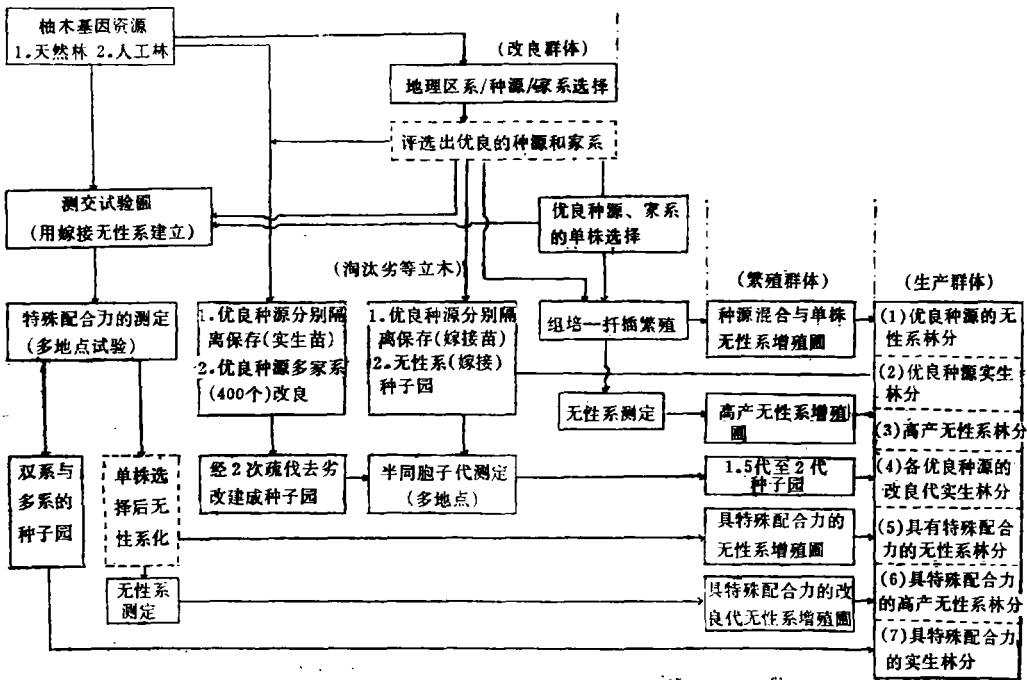 柚木基因资源
1.天然林 2.人工林
(改良群体)
地理区系/种源/家系选择
评选出优良的种源和家系
测交试验圃
(用嫁接无性系建立)
优良种源、家系
的单株选择
(淘汰劣等立木)
(繁殖群体)
(生产群体)
特殊配合力的测定
(多地点试验)
1.优良种源分别隔
离保存(实生苗)
2.优良种源多家系
(400个)改良
1.优良种源分别隔
离保存(嫁接苗)
2.无性系(嫁接)
种子园
组培—扦插繁殖
种源混合与单株
无性系增殖圃
(1)优良种源的无
性系林分
(2)优良种源实生
林分
无性系测定
高产无性系增殖
圃
(3)高产无性系林分
双系与
多系的
种子园
单株选
择后无
性系化
经2次疏伐去劣
改建成种子园
半同胞子代测定
(多地点)
1.5代至2代
种子园
(4)各优良种源的
改良代实生林分
具特殊配合力的
无性系增殖圃
(5)具有特殊配合
力的无性系林分
无性系
测定
具特殊配合力的改
良代无性系增殖圃
(6)具特殊配合力
的高产无性系林分
(7)具特殊配合力
的实生林分